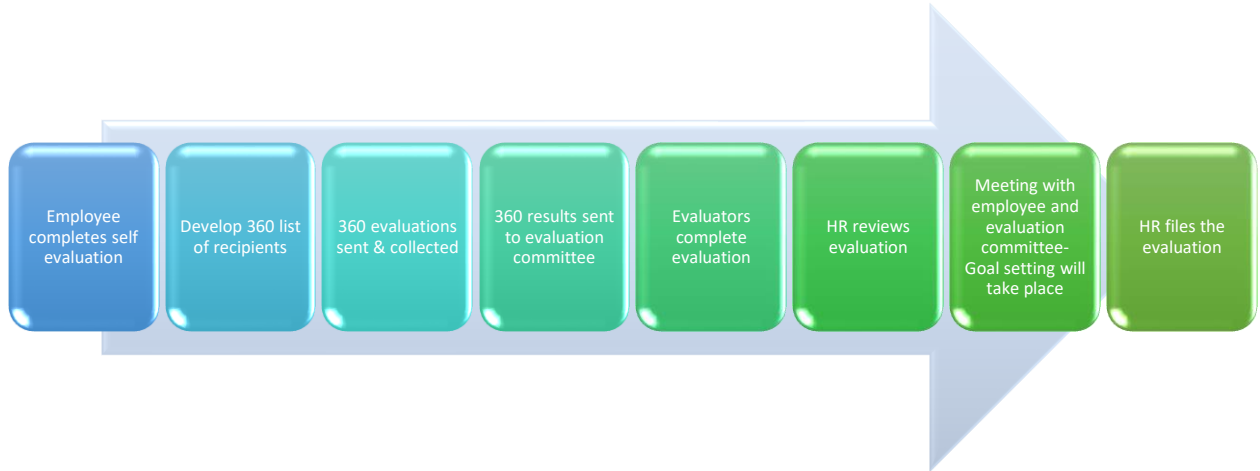 Employee
completes self
evaluation
Develop 360 list
of recipients
360 evaluations
sent & collected
360 results sent
to evaluation
committee
Evaluators
complete
evaluation
HR reviews
evaluation
Meeting with
employee and
evaluation
committee-
Goal setting will
take place
HR files the
evaluation